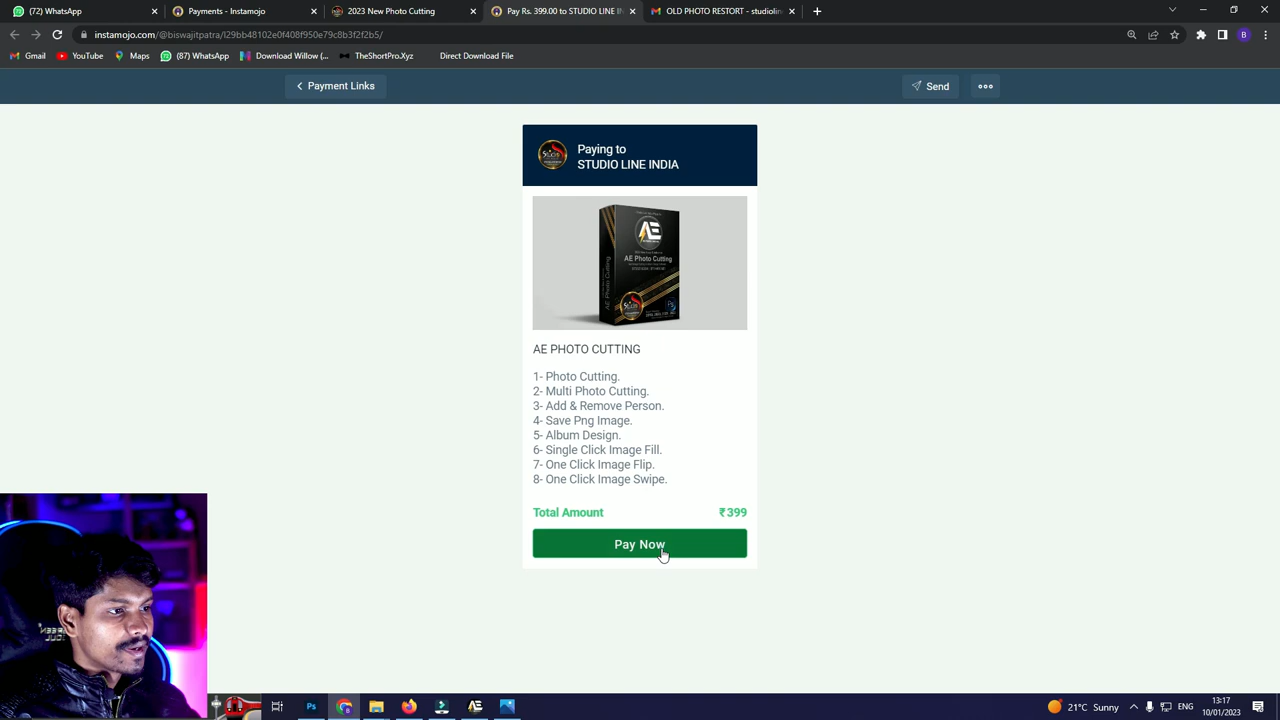 (77) WhatsApp
Payments - Instamojo
2023 New Photo Cutting
Pay Rs. 399.00 to STUDIO LINE IN
OLD PHOTO RESTORT - studiolin
instamojo.com/@biswajitpatra/l29bb48102e0f408f950e79c8b3f2f2b5/
B
Gmail
YouTube
Maps
(87) WhatsApp
Download Willow (...
TheShortPro.Xyz
Direct Download File
Payment Links
Send
Paying to
STUDIO LINE INDIA
AE Photo Cutting
AE Photo Cutting
AE PHOTO CUTTING
1- Photo Cutting.
2- Multi Photo Cutting.
3- Add & Remove Person.
4- Save Png Image.
5- Album Design.
6- Single Click Image Fill.
7- One Click Image Flip.
8- One Click Image Swipe.
Total Amount ₹399
Pay Now
Ps
21°C Sunny
ENG
13:17
10/01/2023